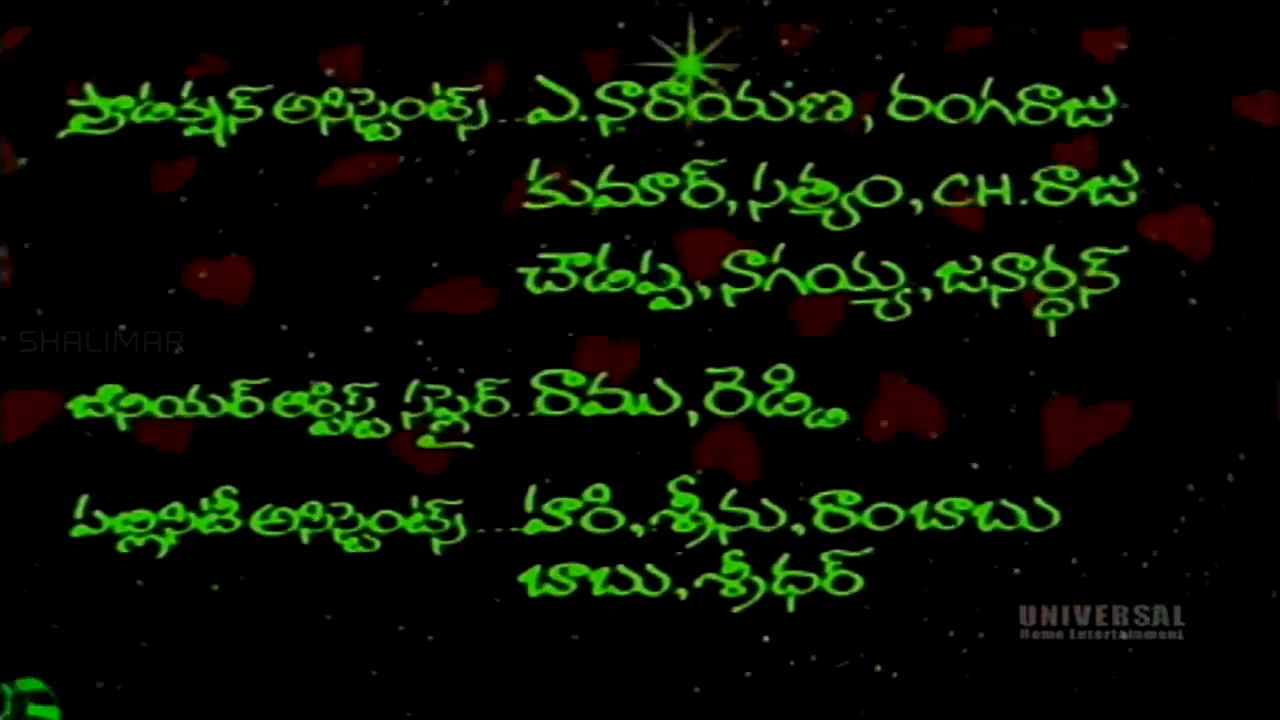 ప్రొడక్షన్ అసిస్టెంట్స్... ఎ.నారాయణ, రంగరాజు
కుమార్, సత్యం, CH.రాజు
చౌడప్ప, నాగయ్య, జనార్ధన్
SHALIMAR
జూనియర్ ఆర్టిస్ట్ సప్లైర్... రాము, రెడ్డి
పబ్లిసిటీ అసిస్టెంట్స్.... హరి, శ్రీను, రాంబాబు
బాబు, శ్రీధర్
UNIVERSAL
Home Entertainment